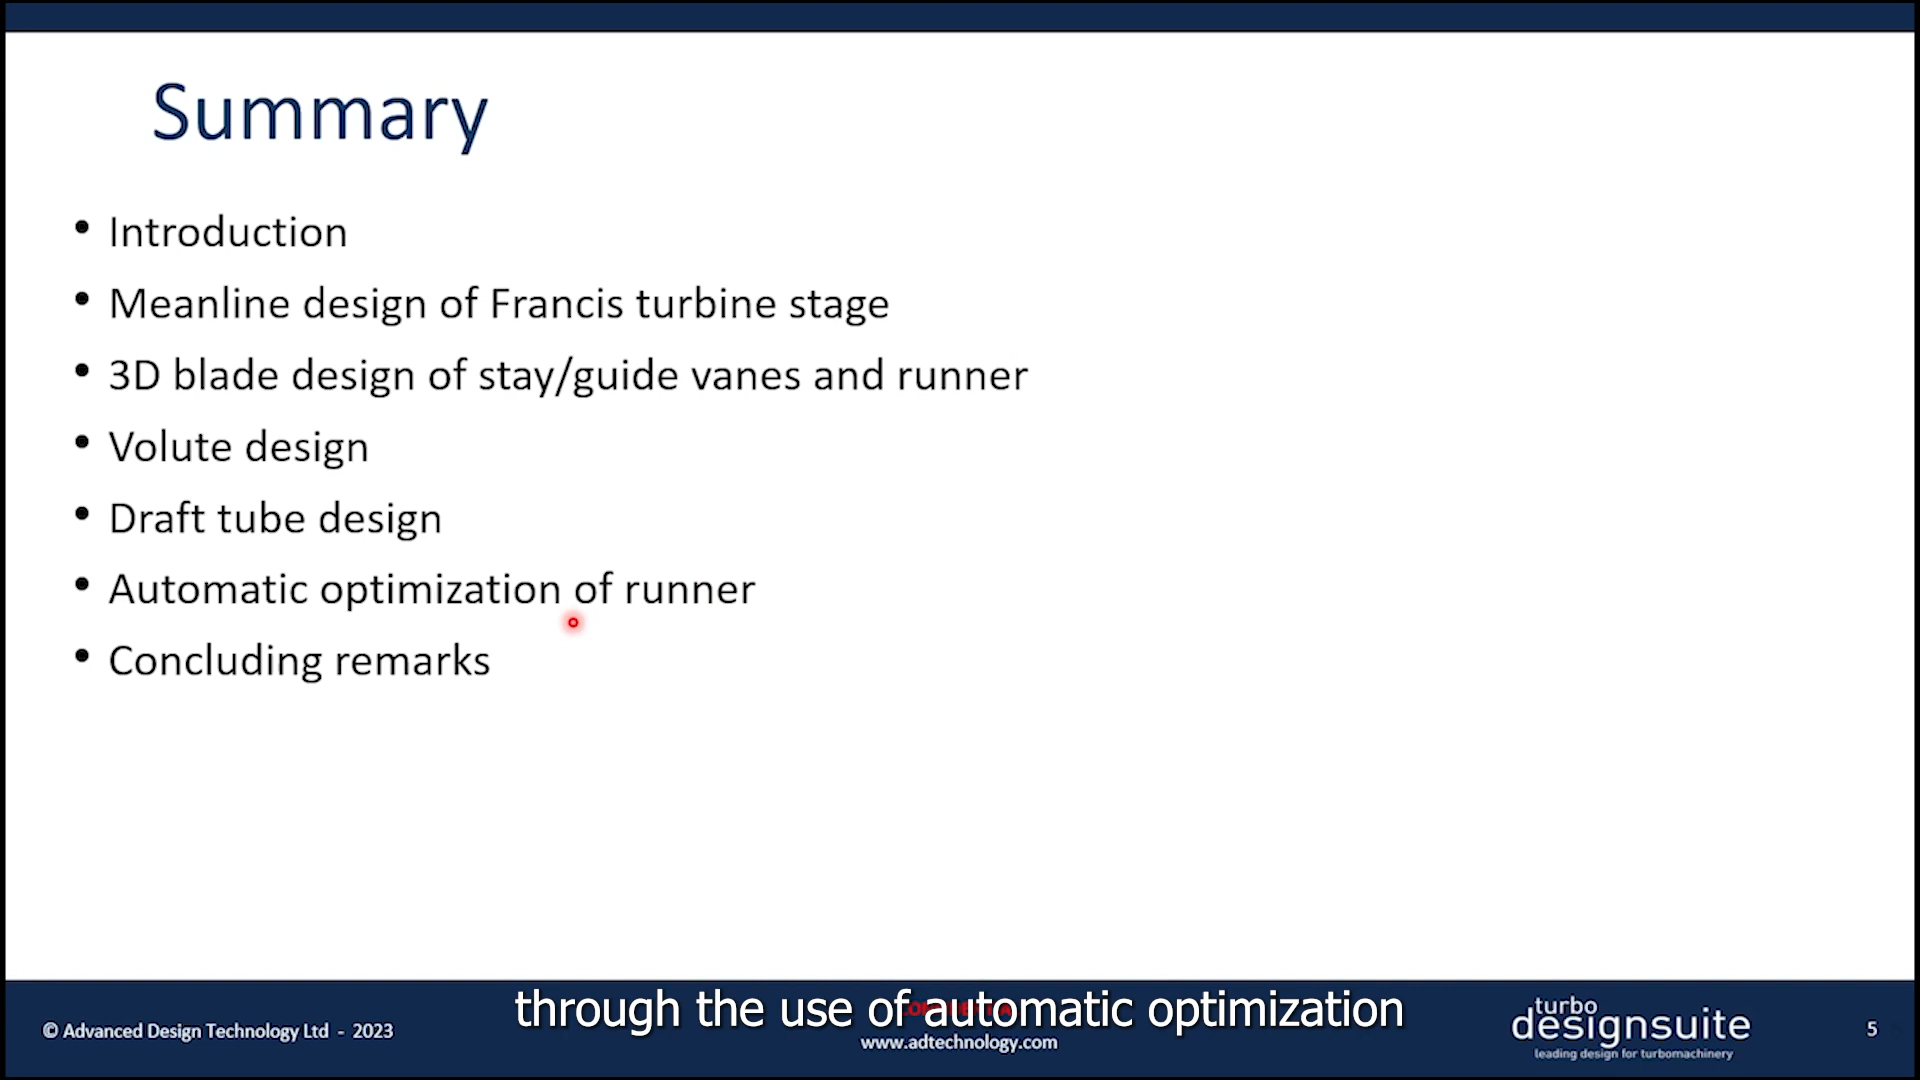 Summary
• Introduction
• Meanline design of Francis turbine stage
• 3D blade design of stay/guide vanes and runner
• Volute design
• Draft tube design
• Automatic optimization of runner
• Concluding remarks
through the use of automatic optimization
© Advanced Design Technology Ltd - 2023
www.adtechnology.com
turbo
designsuite
leading design for turbomachinery
5